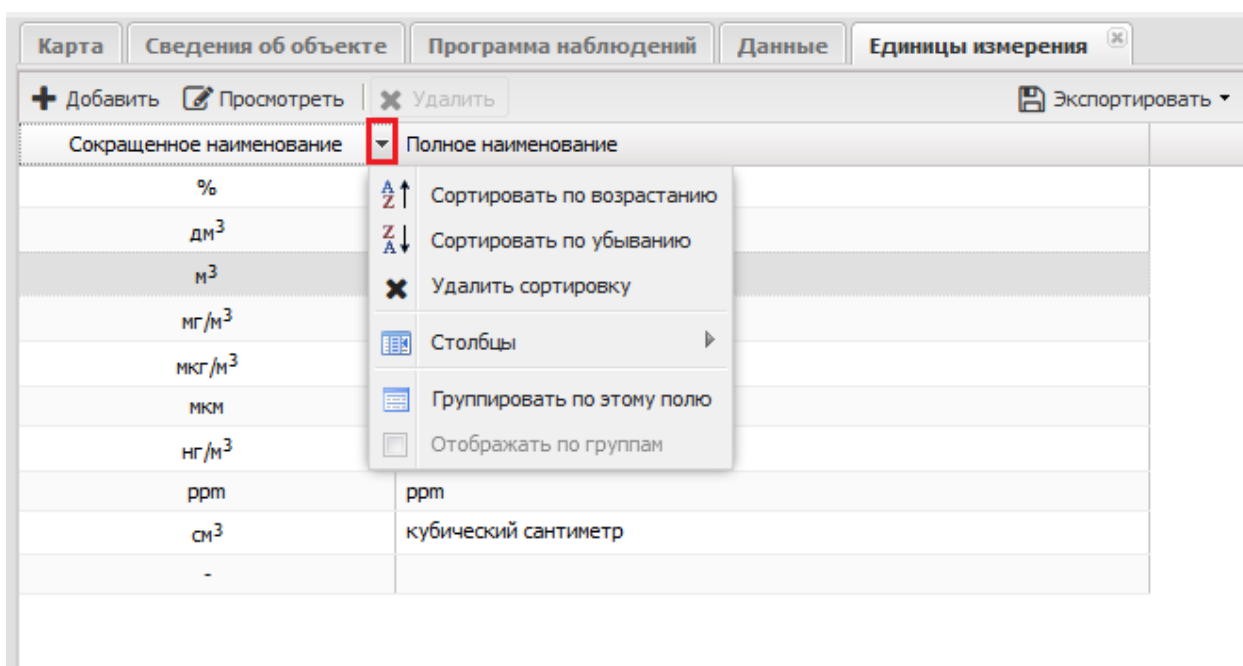 Карта Сведения об объекте Программа наблюдений Данные Единицы измерения
Добавить Просмотреть Удалить Экспортировать
Сокращенное наименование Полное наименование
%
дм³
м³
мг/м³
мкг/м³
мкм
нг/м³
ppm ppm
см³ кубический сантиметр
-
Сортировать по возрастанию
Сортировать по убыванию
Удалить сортировку
Столбцы
Группировать по этому полю
Отображать по группам